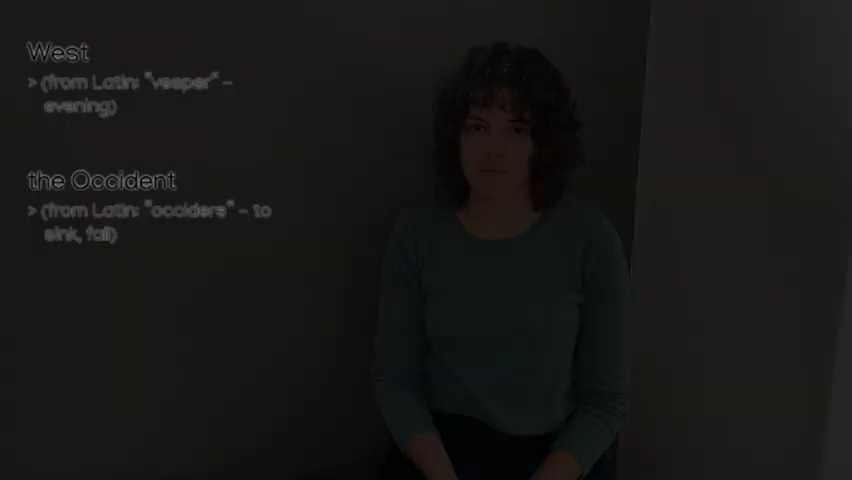 West
> (from Latin: "vesper" -
evening)
the Occident
> (from Latin: "occidere" - to
sink, fall)